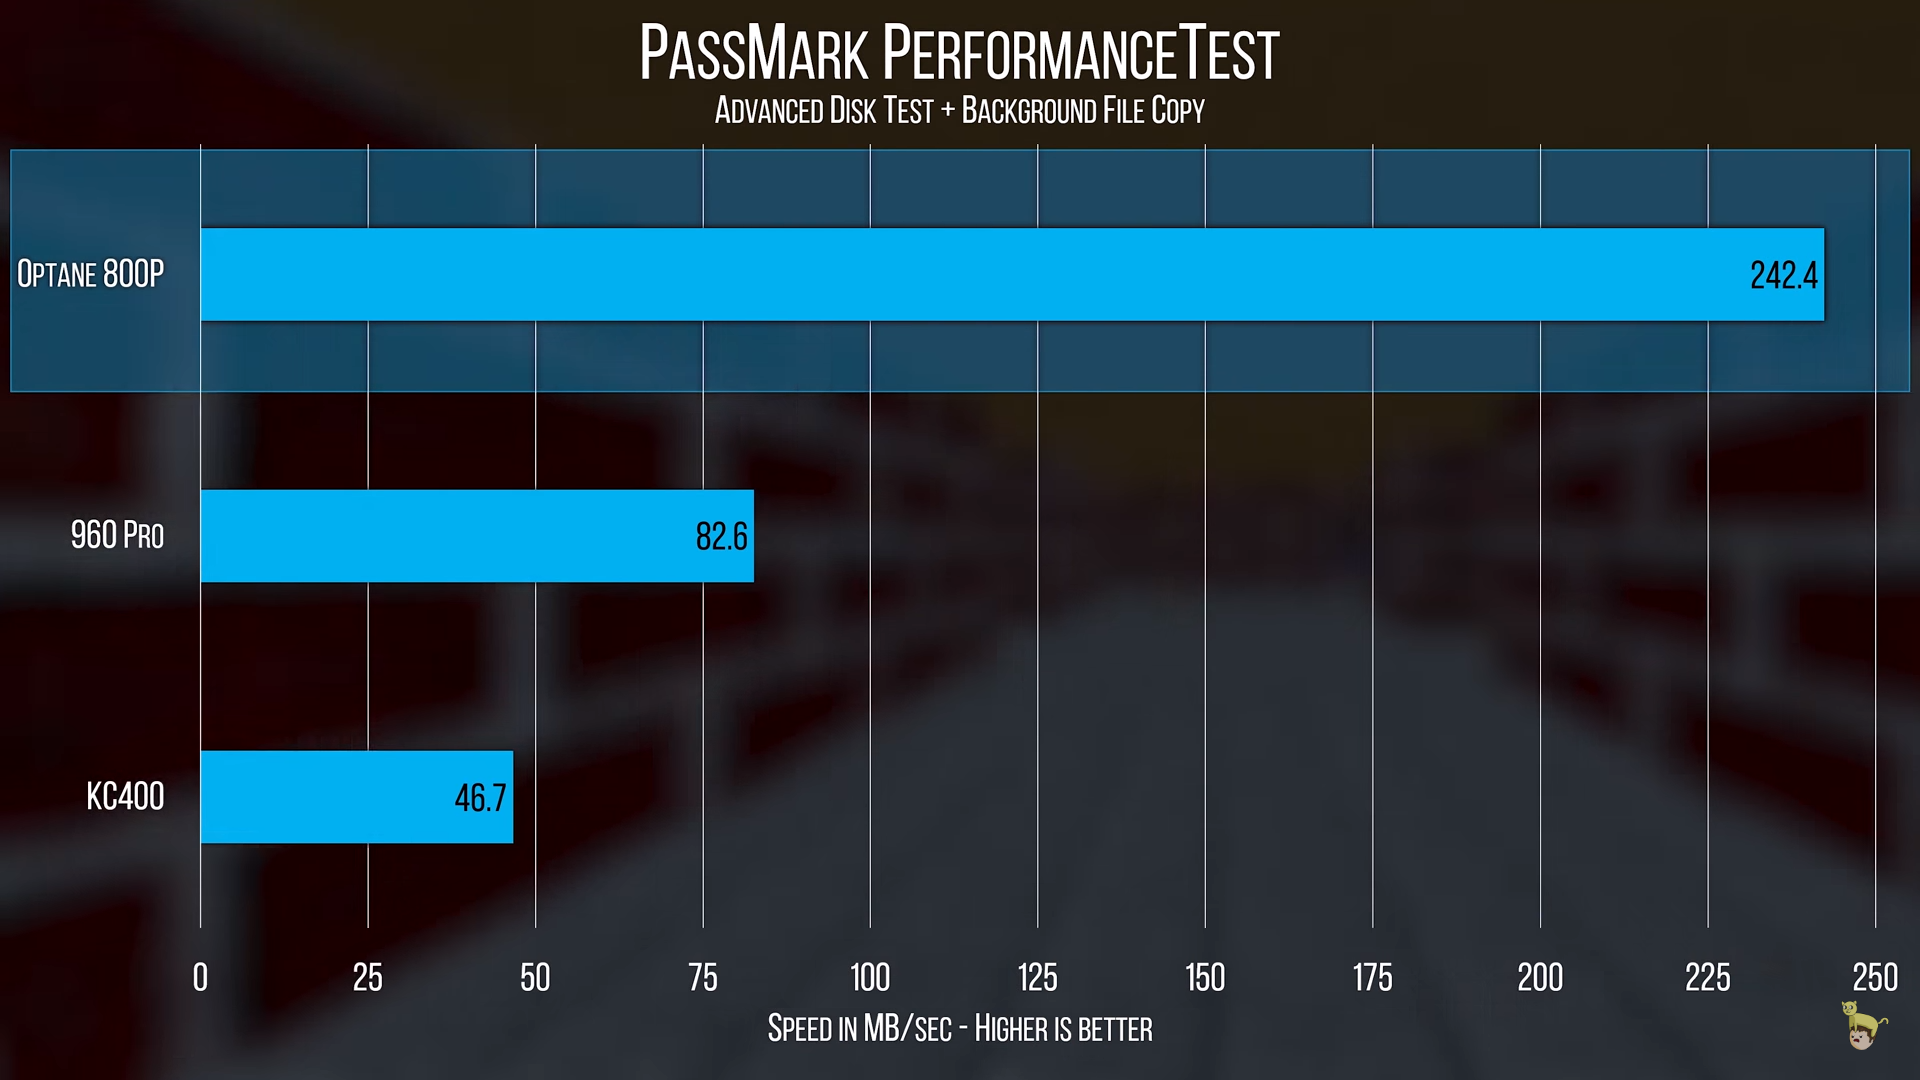 PassMark PerformanceTest
Advanced Disk Test + Background File Copy
Optane 800P
242.4
960 Pro
82.6
KC400
46.7
0 25 50 75 100 125 150 175 200 225 250
Speed in MB/sec - Higher is better